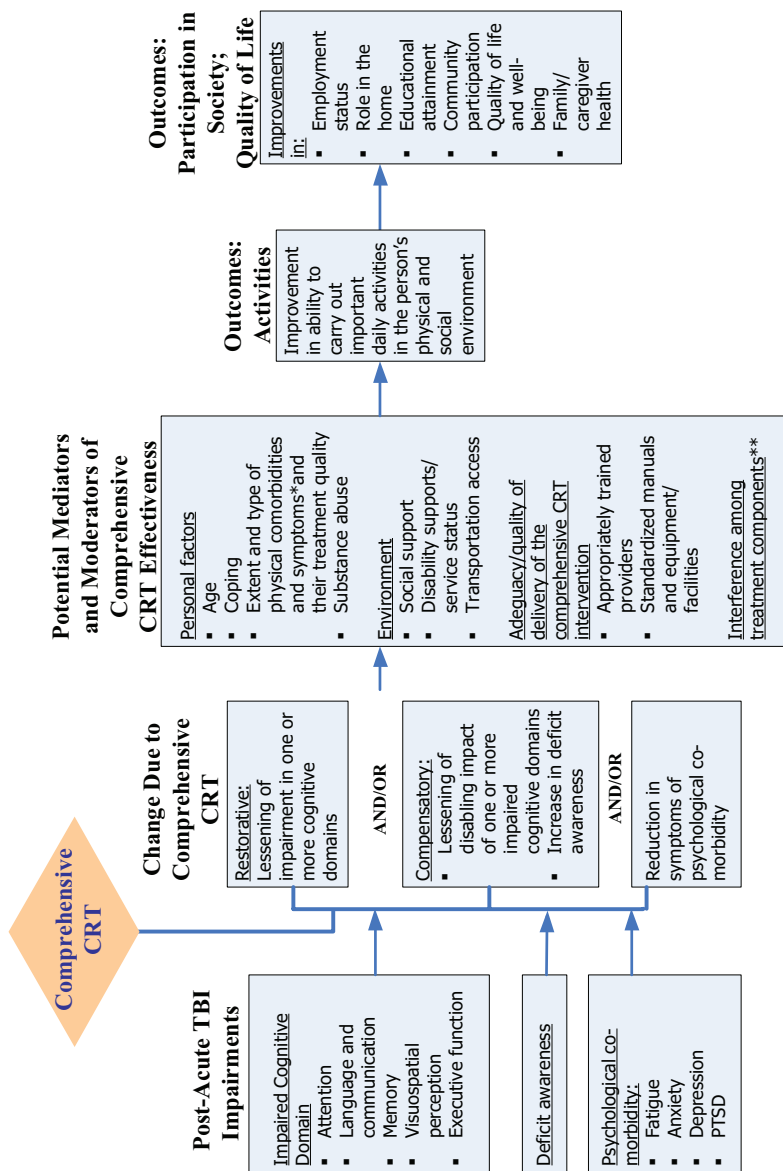 Comprehensive
CRT
Post-Acute TBI
Impairments
Impaired Cognitive
Domain
▪ Attention
▪ Language and
communication
▪ Memory
▪ Visuospatial
perception
▪ Executive function
Deficit awareness
Psychological co-
morbidity:
▪ Fatigue
▪ Anxiety
▪ Depression
▪ PTSD
Change Due to
Comprehensive
CRT
Restorative:
Lessening of
impairment in one or
more cognitive
domains
AND/OR
Compensatory:
▪ Lessening of
disabling impact
of one or more
impaired
cognitive domains
▪ Increase in deficit
awareness
AND/OR
Reduction in
symptoms of
psychological co-
morbidity
Potential Mediators
and Moderators of
Comprehensive
CRT Effectiveness
Personal factors
▪ Age
▪ Coping
▪ Extent and type of
physical comorbidities
and symptoms*and
their treatment quality
▪ Substance abuse
Environment
▪ Social support
▪ Disability supports/
service status
▪ Transportation access
Adequacy/quality of
delivery of the
comprehensive CRT
intervention
▪ Appropriately trained
providers
▪ Standardized manuals
and equipment/
facilities
Interference among
treatment components**
Outcomes:
Activities
Improvement
in ability to
carry out
important
daily activities
in the person’s
physical and
social
environment
Outcomes:
Participation in
Society;
Quality of Life
Improvements
in:
▪ Employment
status
▪ Role in the
home
▪ Educational
attainment
▪ Community
participation
▪ Quality of life
and well-
being
▪ Family/
caregiver
health